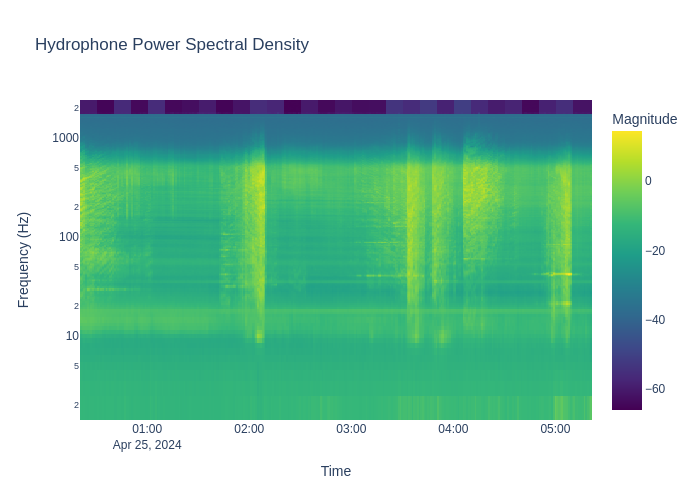 Hydrophone Power Spectral Density
Magnitude
2
1000
5
2
100
5
2
10
5
2
Frequency (Hz)
0
−20
−40
−60
01:00 02:00 03:00 04:00 05:00
Apr 25, 2024
Time